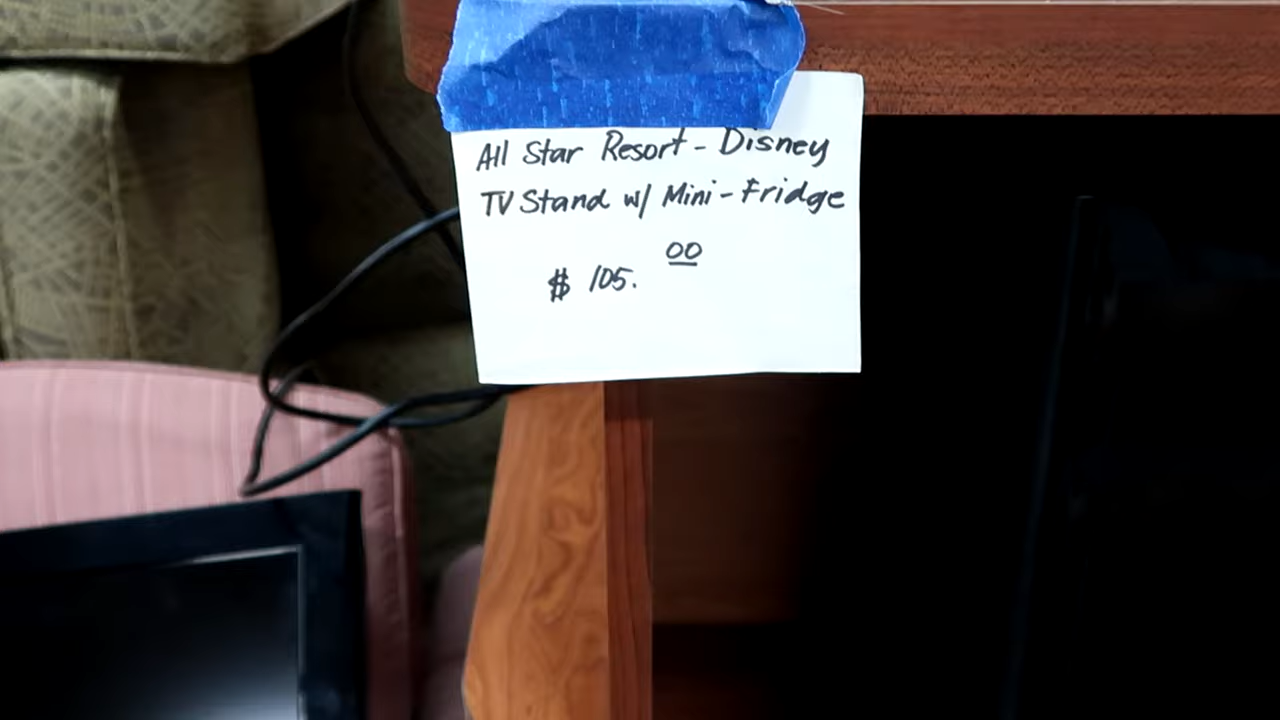 All Star Resort - Disney
TV Stand w/ Mini-Fridge
$ 105.00